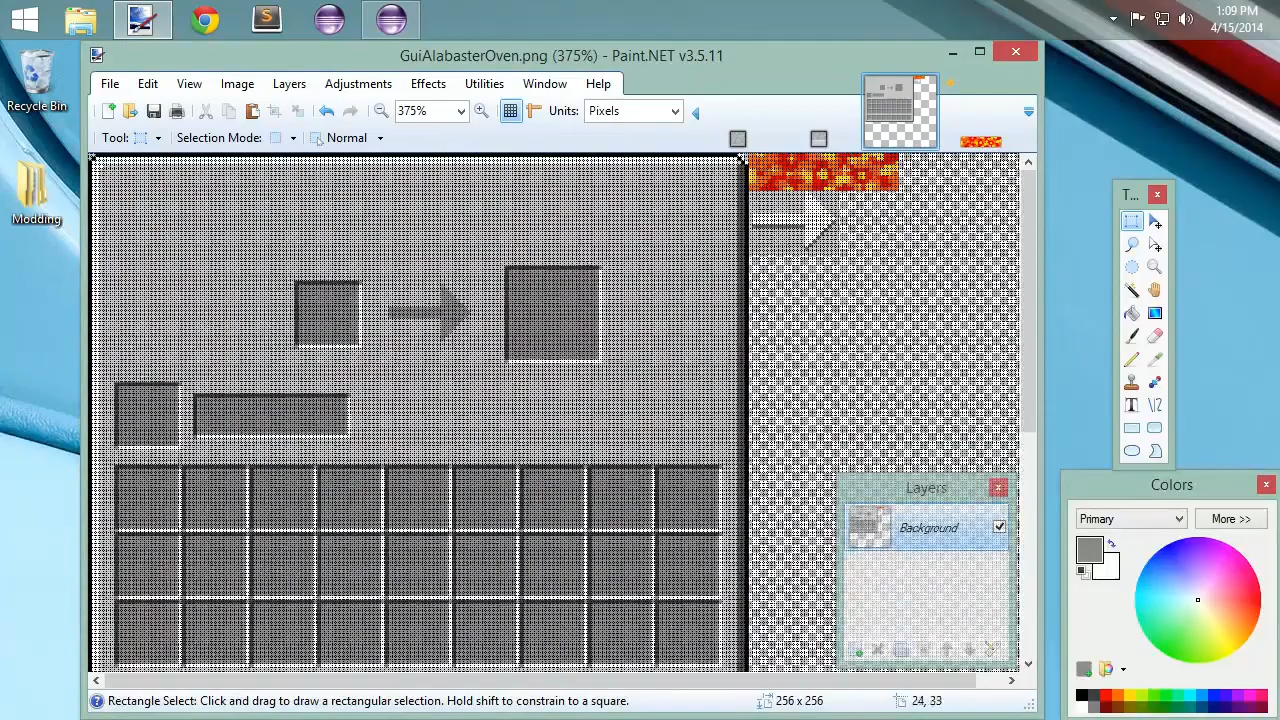 1:09 PM
4/15/2014
GuiAlabasterOven.png (375%) - Paint.NET v3.5.11
File Edit View Image Layers Adjustments Effects Utilities Window Help
375% Units: Pixels
Tool: Selection Mode: Normal
Recycle Bin
Modding
T...
Layers
Background
Colors
Primary More >>
Rectangle Select: Click and drag to draw a rectangular selection. Hold shift to constrain to a square. 256 x 256 24, 33